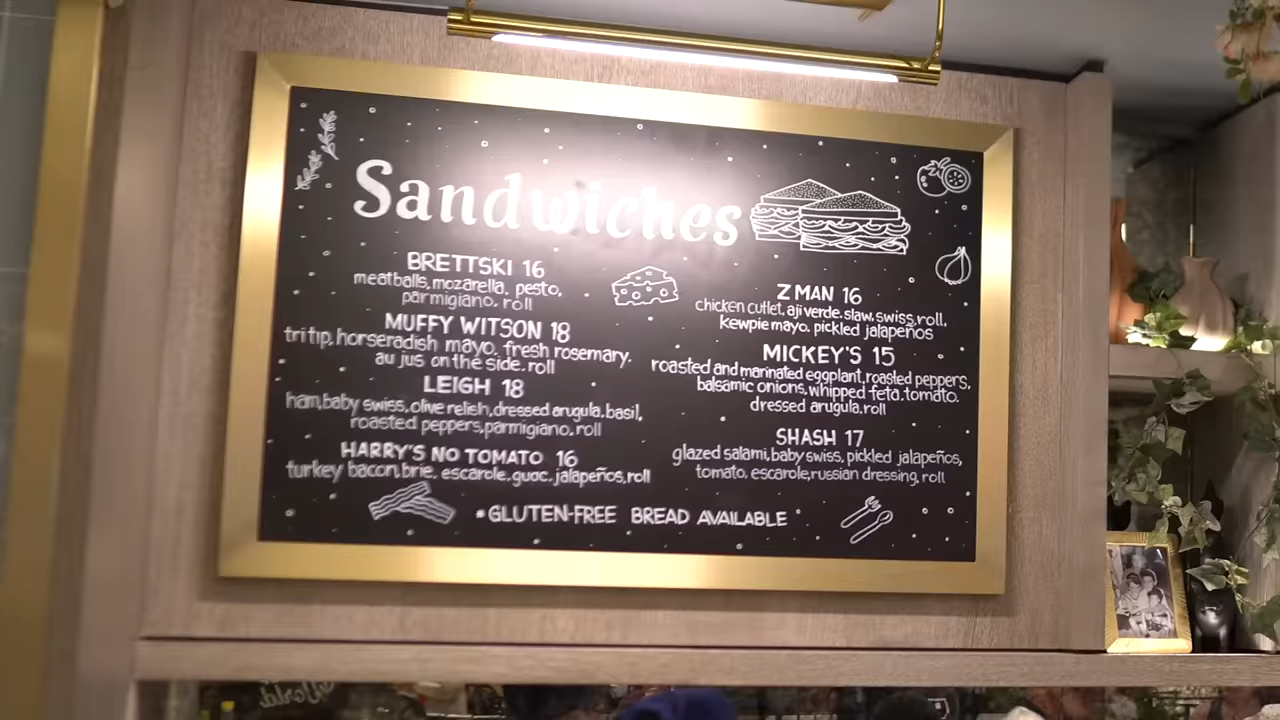 Sandwiches
BRETTSKI 16
meatballs, mozarella, pesto,
parmigiano, roll
MUFFY WITSON 18
tri tip, horseradish mayo, fresh rosemary,
au jus on the side, roll
LEIGH 18
ham, baby swiss, olive relish, dressed arugula, basil,
roasted peppers, parmigiano, roll
HARRY'S NO TOMATO 16
turkey bacon, brie, escarole, guac, jalapeños, roll
Z MAN 16
chicken cutlet, aji verde, slaw, swiss, roll,
kewpie mayo, pickled jalapeños
MICKEY'S 15
roasted and marinated eggplant, roasted peppers,
balsamic onions, whipped feta, tomato,
dressed arugula, roll
SHASH 17
glazed salami, baby swiss, pickled jalapeños,
tomato, escarole, russian dressing, roll
•GLUTEN-FREE BREAD AVAILABLE
World